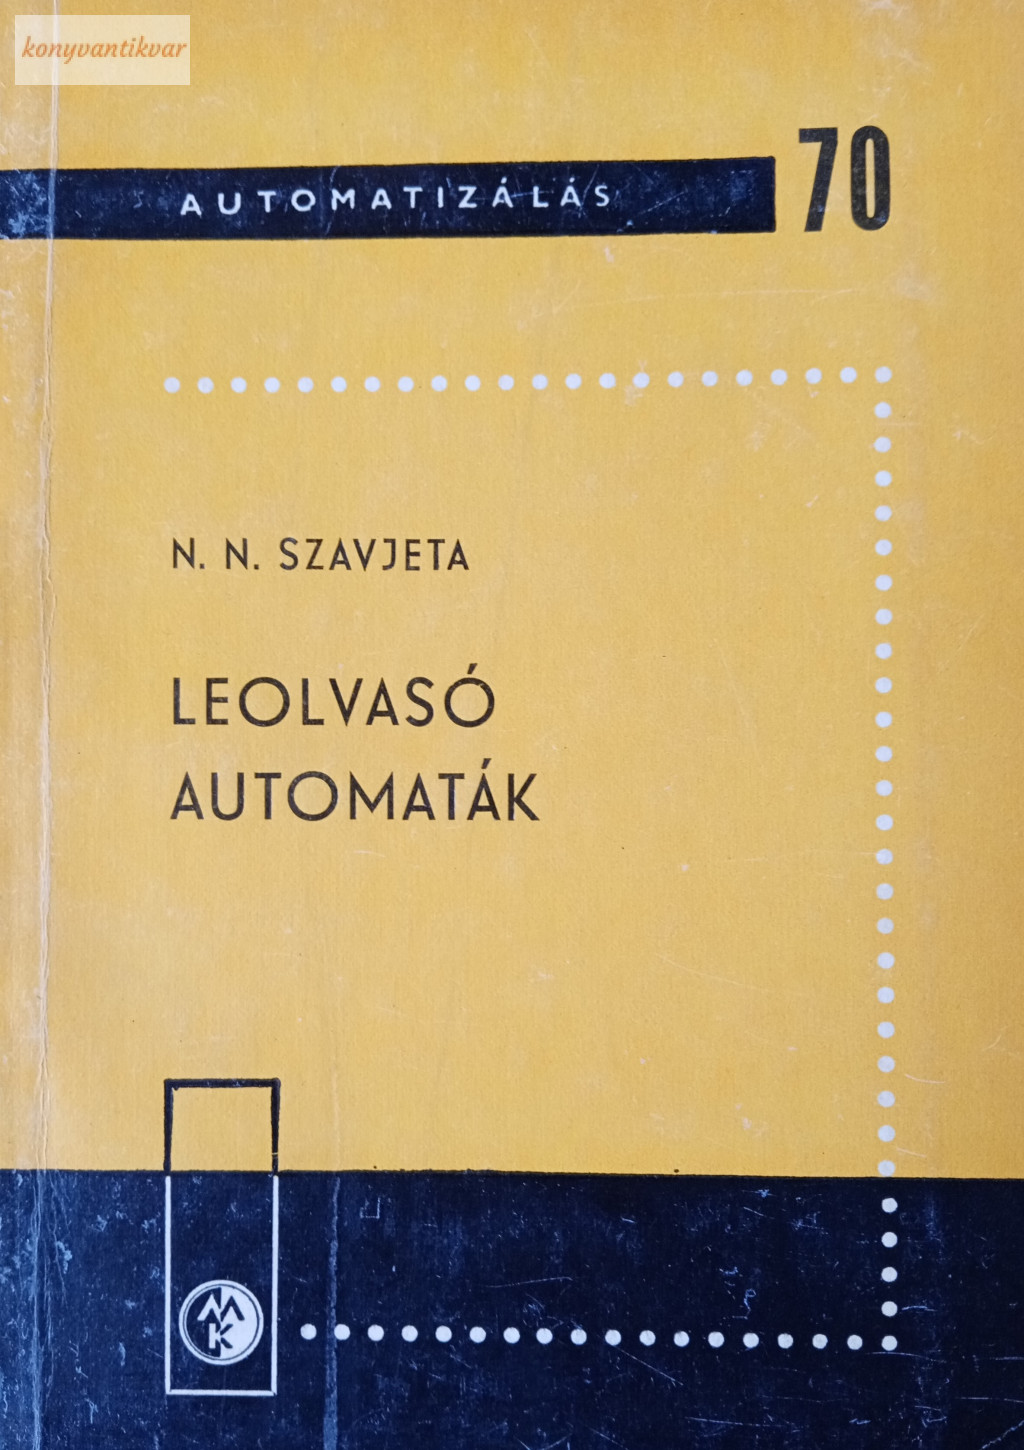 konyvantikvar
AUTOMATIZÁLÁS 70
N. N. SZAVJETA
LEOLVASÓ
AUTOMATÁK
MK